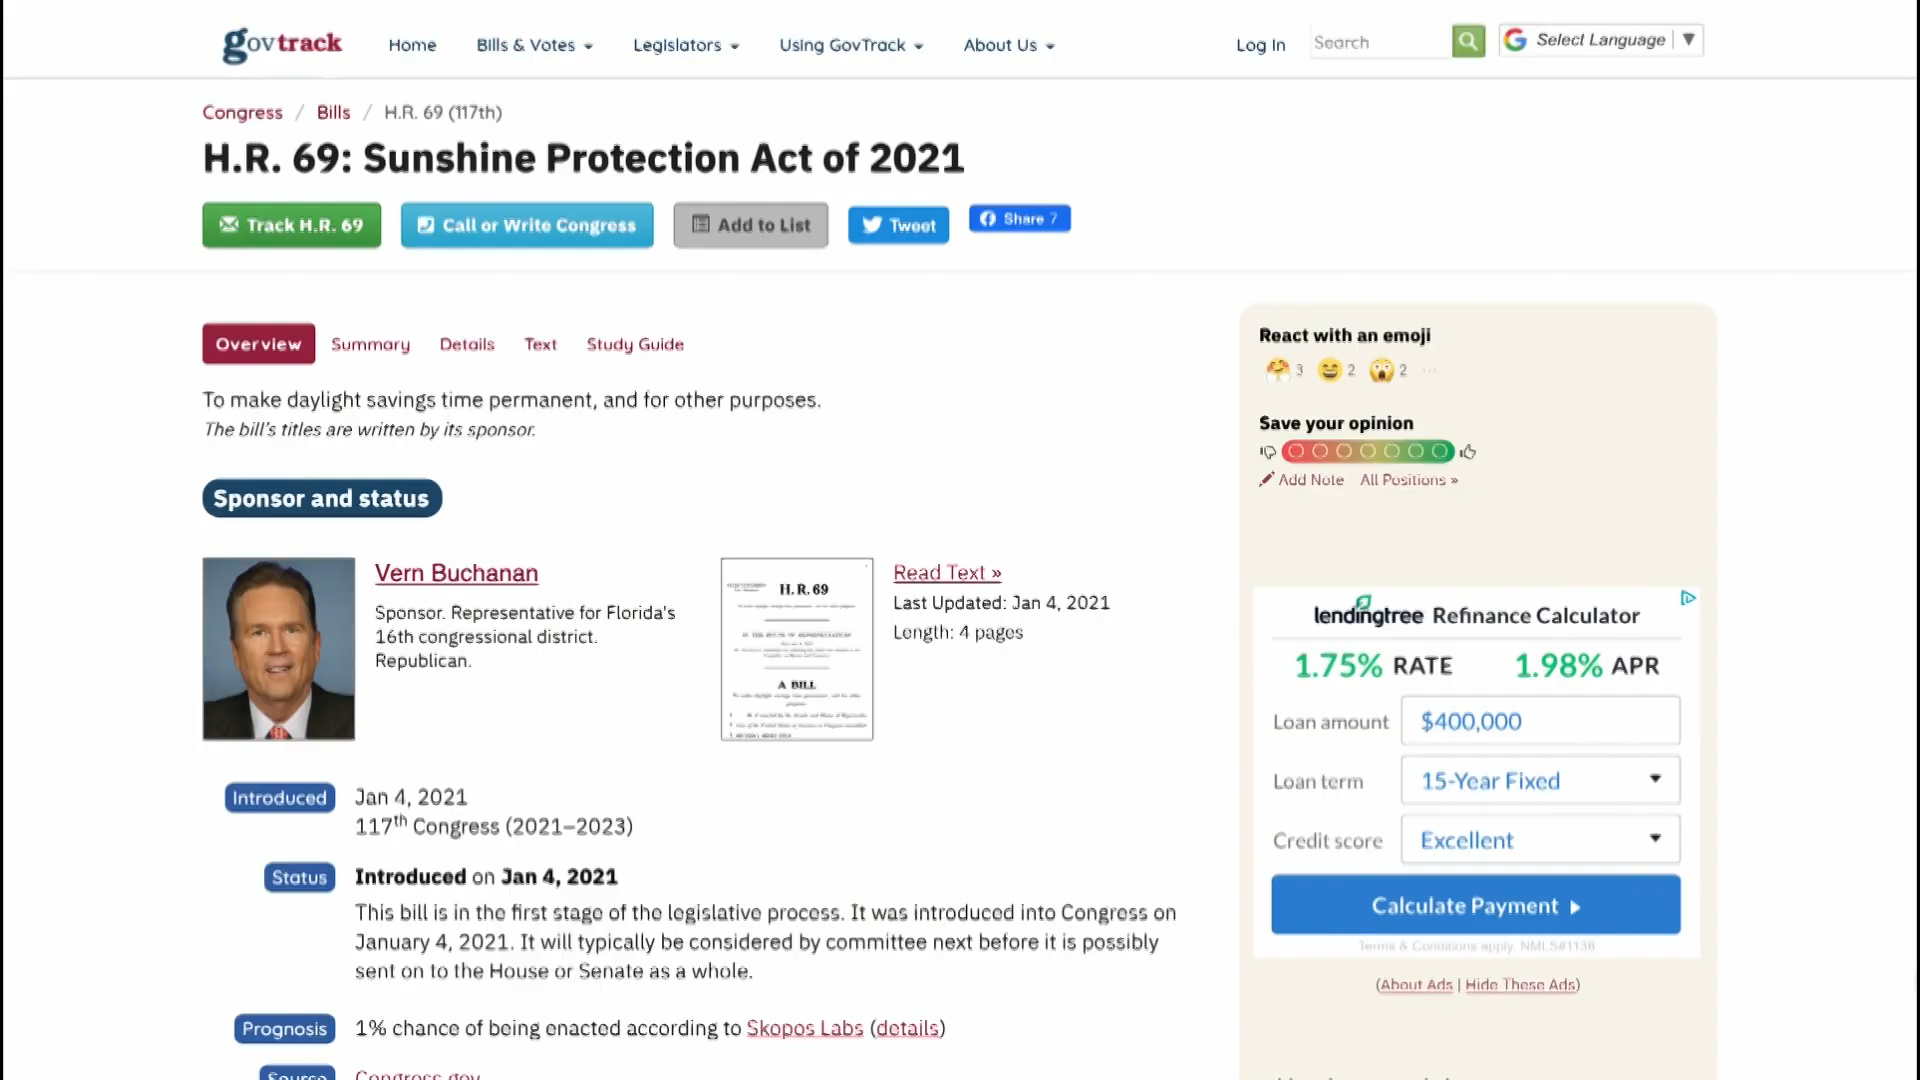 govtrack Home Bills & Votes Legislators Using GovTrack About Us Log In Search Select Language
Congress / Bills / H.R. 69 (117th)
H.R. 69: Sunshine Protection Act of 2021
Track H.R. 69 Call or Write Congress Add to List Tweet Share 7
Overview Summary Details Text Study Guide
To make daylight savings time permanent, and for other purposes.
The bill's titles are written by its sponsor.
Sponsor and status
Vern Buchanan
Sponsor. Representative for Florida's
16th congressional district.
Republican.
H. R. 69
A BILL
Read Text »
Last Updated: Jan 4, 2021
Length: 4 pages
Introduced Jan 4, 2021
117th Congress (2021–2023)
Status Introduced on Jan 4, 2021
This bill is in the first stage of the legislative process. It was introduced into Congress on
January 4, 2021. It will typically be considered by committee next before it is possibly
sent on to the House or Senate as a whole.
Prognosis 1% chance of being enacted according to Skopos Labs (details)
Source Congress.gov
React with an emoji
3 2 2 ...
Save your opinion
Add Note All Positions »
lendingtree Refinance Calculator
1.75% RATE 1.98% APR
Loan amount $400,000
Loan term 15-Year Fixed
Credit score Excellent
Calculate Payment
Terms & Conditions apply. NMLS#1136
(About Ads | Hide These Ads)